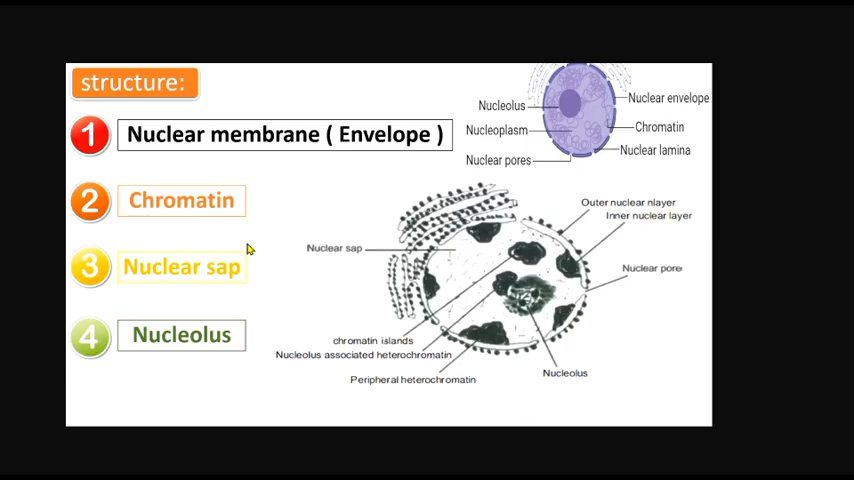 structure:
1 Nuclear membrane ( Envelope )
2 Chromatin
3 Nuclear sap
4 Nucleolus
Nucleolus
Nucleoplasm
Nuclear pores
Nuclear envelope
Chromatin
Nuclear lamina
Outer nuclear nlayer
Inner nuclear layer
Nuclear sap
Nuclear pore
chromatin islands
Nucleolus associated heterochromatin
Peripheral heterochromatin
Nucleolus